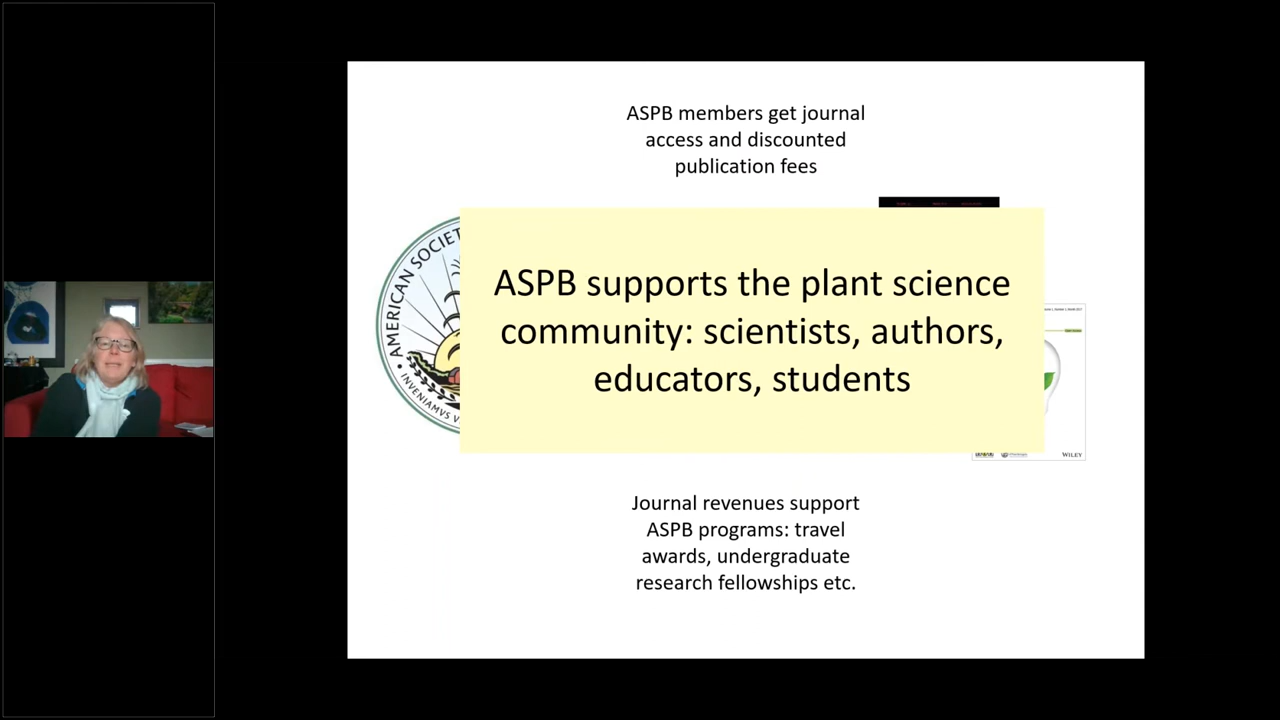 ASPB members get journal
access and discounted
publication fees
AMERICAN SOCIET
ASPB supports the plant science
community: scientists, authors,
educators, students
INVENIAMVS V
WILEY
Journal revenues support
ASPB programs: travel
awards, undergraduate
research fellowships etc.